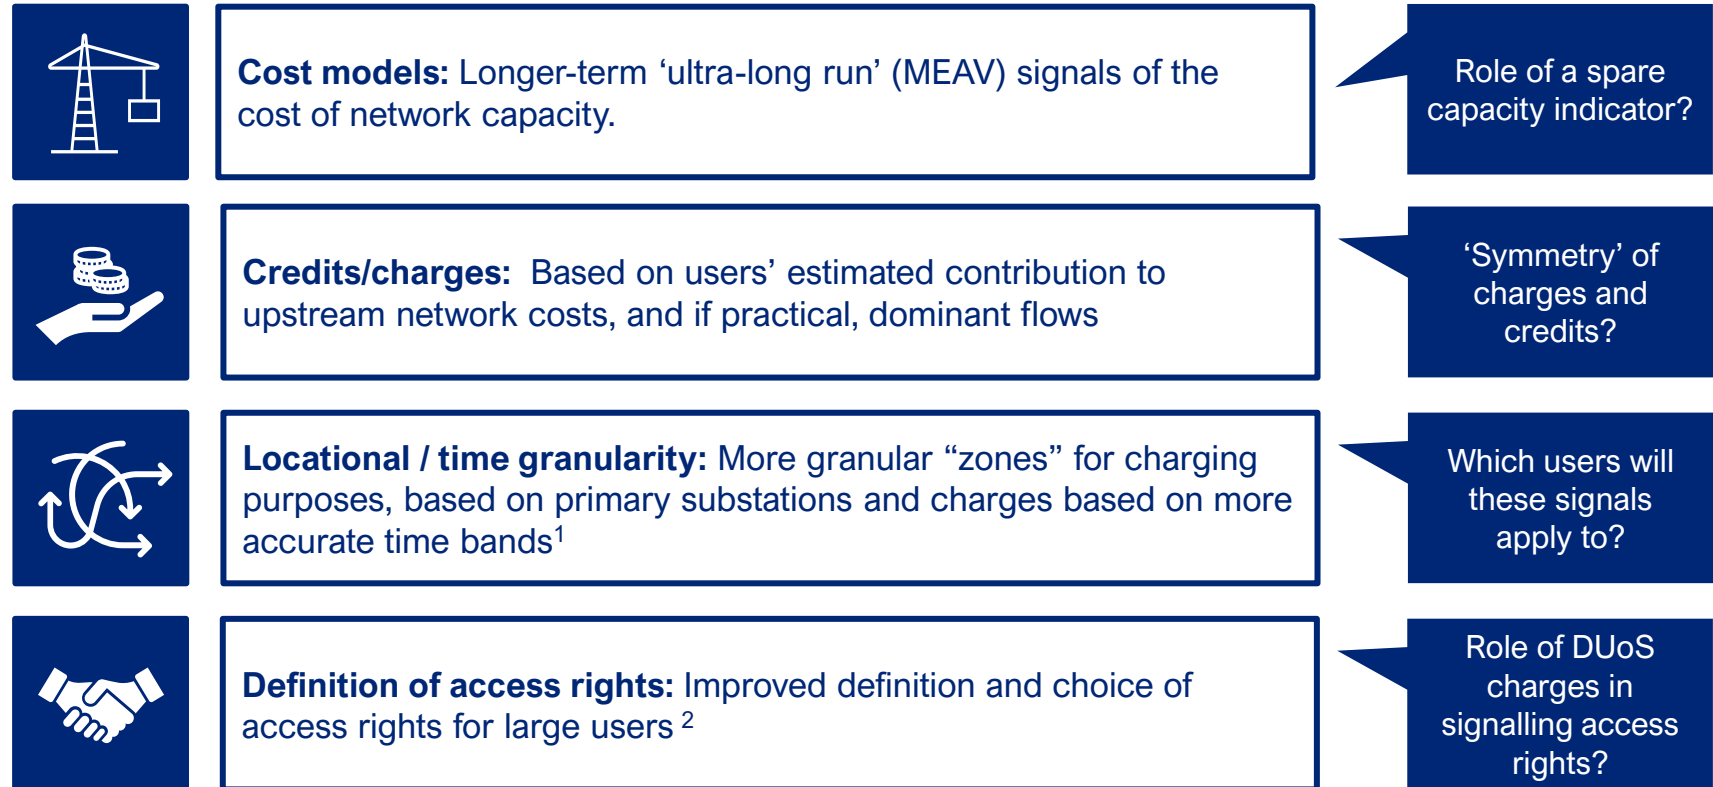 Cost models: Longer-term ‘ultra-long run’ (MEAV) signals of the
cost of network capacity.
Role of a spare
capacity indicator?
Credits/charges:  Based on users’ estimated contribution to
upstream network costs, and if practical, dominant flows
‘Symmetry’ of
charges and
credits?
Locational / time granularity: More granular “zones” for charging
purposes, based on primary substations and charges based on more
accurate time bands1
Which users will
these signals
apply to?
Definition of access rights: Improved definition and choice of
access rights for large users 2
Role of DUoS
charges in
signalling access
rights?